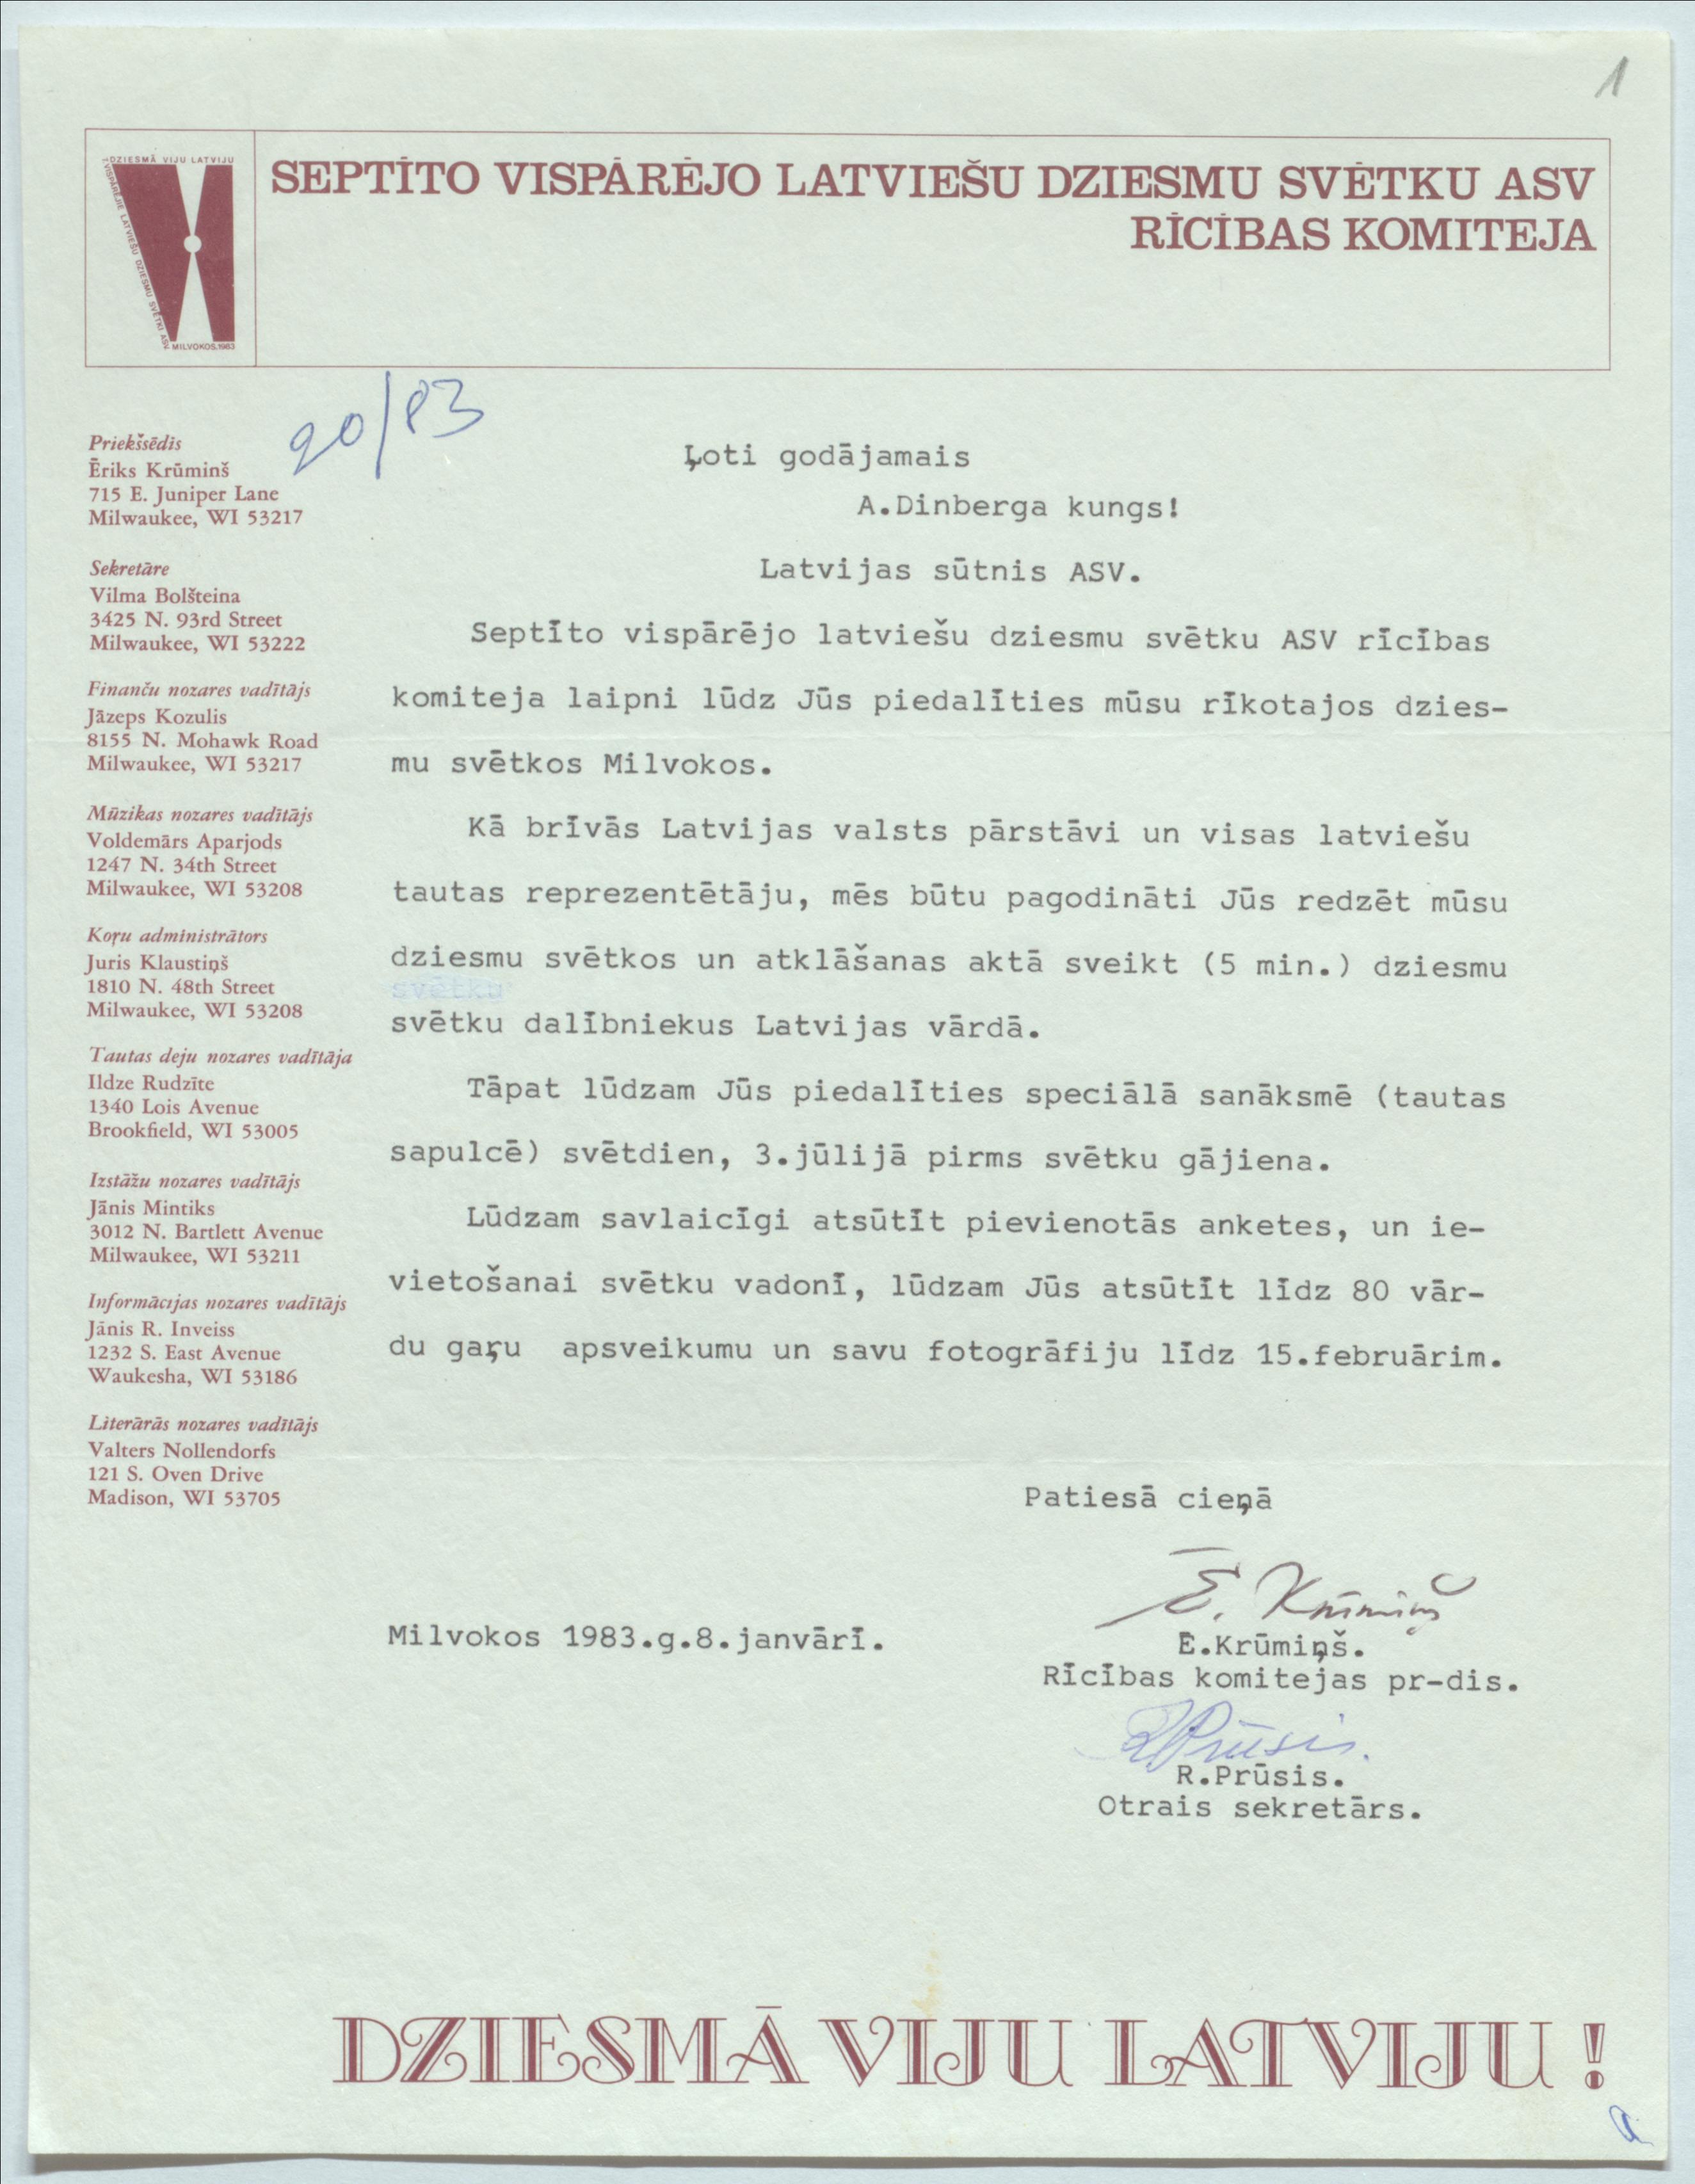 1
DZIESMĀ VIJU LATVIJU
7 VISPĀRĒJIE LATVIEŠU DZIESMU SVĒTKI ASV
MILVOKOS, 1983
SEPTĪTO VISPĀRĒJO LATVIEŠU DZIESMU SVĒTKU ASV
RĪCĪBAS KOMITEJA
20/83
Priekšsēdis
Ēriks Krūminš
715 E. Juniper Lane
Milwaukee, WI 53217
Sekretāre
Vilma Bolšteina
3425 N. 93rd Street
Milwaukee, WI 53222
Finanču nozares vadītājs
Jāzeps Kozulis
8155 N. Mohawk Road
Milwaukee, WI 53217
Mūzikas nozares vadītājs
Voldemārs Aparjods
1247 N. 34th Street
Milwaukee, WI 53208
Koŗu administrātors
Juris Klaustiņš
1810 N. 48th Street
Milwaukee, WI 53208
Tautas deju nozares vadītāja
Ildze Rudzīte
1340 Lois Avenue
Brookfield, WI 53005
Izstāžu nozares vadītājs
Jānis Mintiks
3012 N. Bartlett Avenue
Milwaukee, WI 53211
Informācijas nozares vadītājs
Jānis R. Inveiss
1232 S. East Avenue
Waukesha, WI 53186
Literārās nozares vadītājs
Valters Nollendorfs
121 S. Oven Drive
Madison, WI 53705
Ļoti godājamais
A.Dinberga kungs!
Latvijas sūtnis ASV.
Septīto vispārējo latviešu dziesmu svētku ASV rīcības
komiteja laipni lūdz Jūs piedalīties mūsu rīkotajos dzies-
mu svētkos Milvokos.
Kā brīvās Latvijas valsts pārstāvi un visas latviešu
tautas reprezentētāju, mēs būtu pagodināti Jūs redzēt mūsu
dziesmu svētkos un atklāšanas aktā sveikt (5 min.) dziesmu
svētku
svētku dalībniekus Latvijas vārdā.
Tāpat lūdzam Jūs piedalīties speciālā sanāksmē (tautas
sapulcē) svētdien, 3.jūlijā pirms svētku gājiena.
Lūdzam savlaicīgi atsūtīt pievienotās anketes, un ie-
vietošanai svētku vadonī, lūdzam Jūs atsūtīt līdz 80 vār-
du gaŗu  apsveikumu un savu fotogrāfiju līdz 15.februārim.
Patiesā cieņā
Ē. Krūmiņš
Milvokos 1983.g.8.janvārī.
Ē.Krūmiņš.
Rīcības komitejas pr-dis.
RPrūsis.
R.Prūsis.
Otrais sekretārs.
DZIESMĀ VIJU LATVIJU !